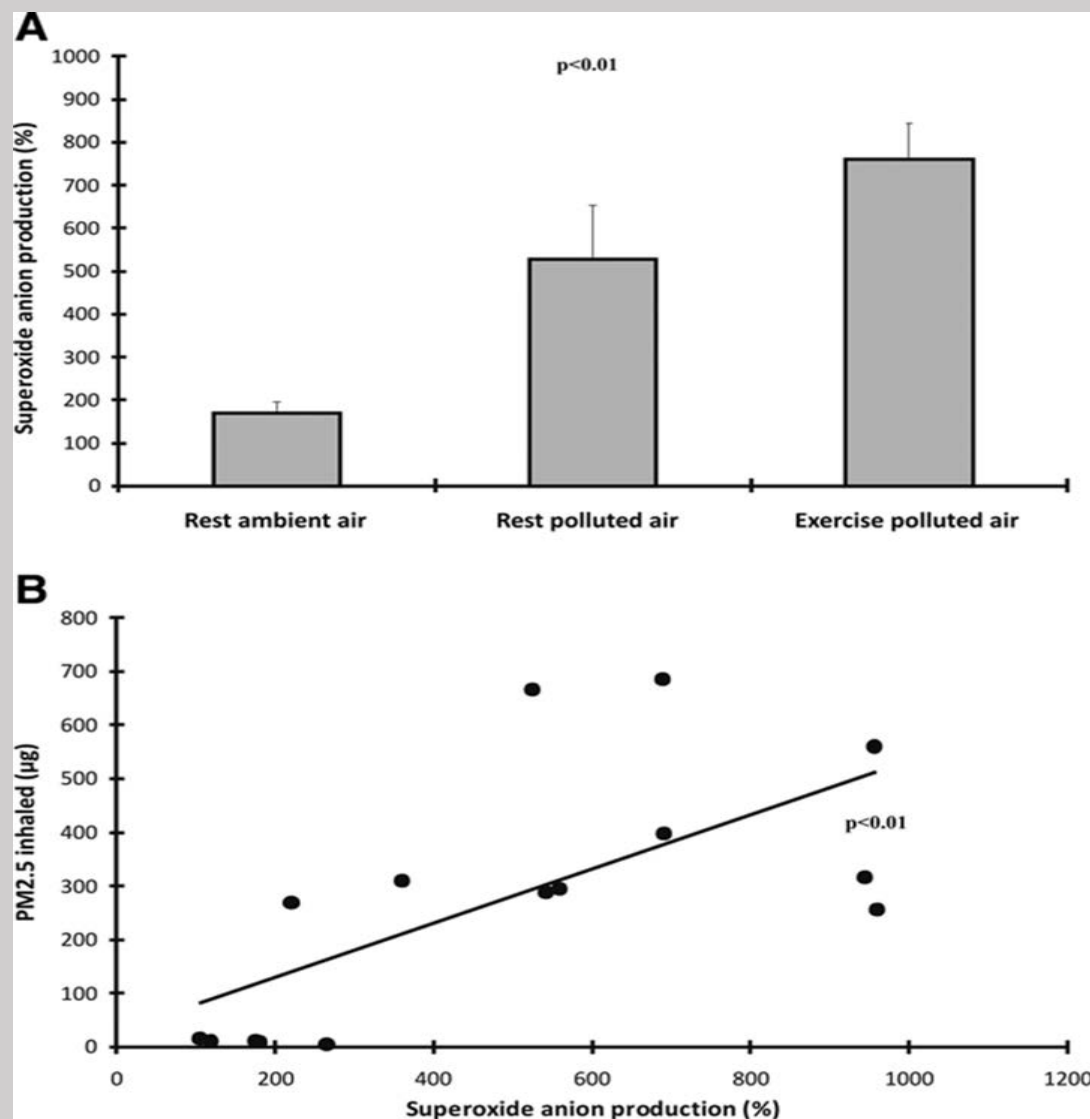 A
1000
p<0.01
900
800
700
600
500
400
300
200
100
0
Superoxide anion production (%)
Rest ambient air
Rest polluted air
Exercise polluted air
B
800
700
600
500
400
p<0.01
300
200
100
0
PM2.5 inhaled (µg)
0 200 400 600 800 1000 1200
Superoxide anion production (%)